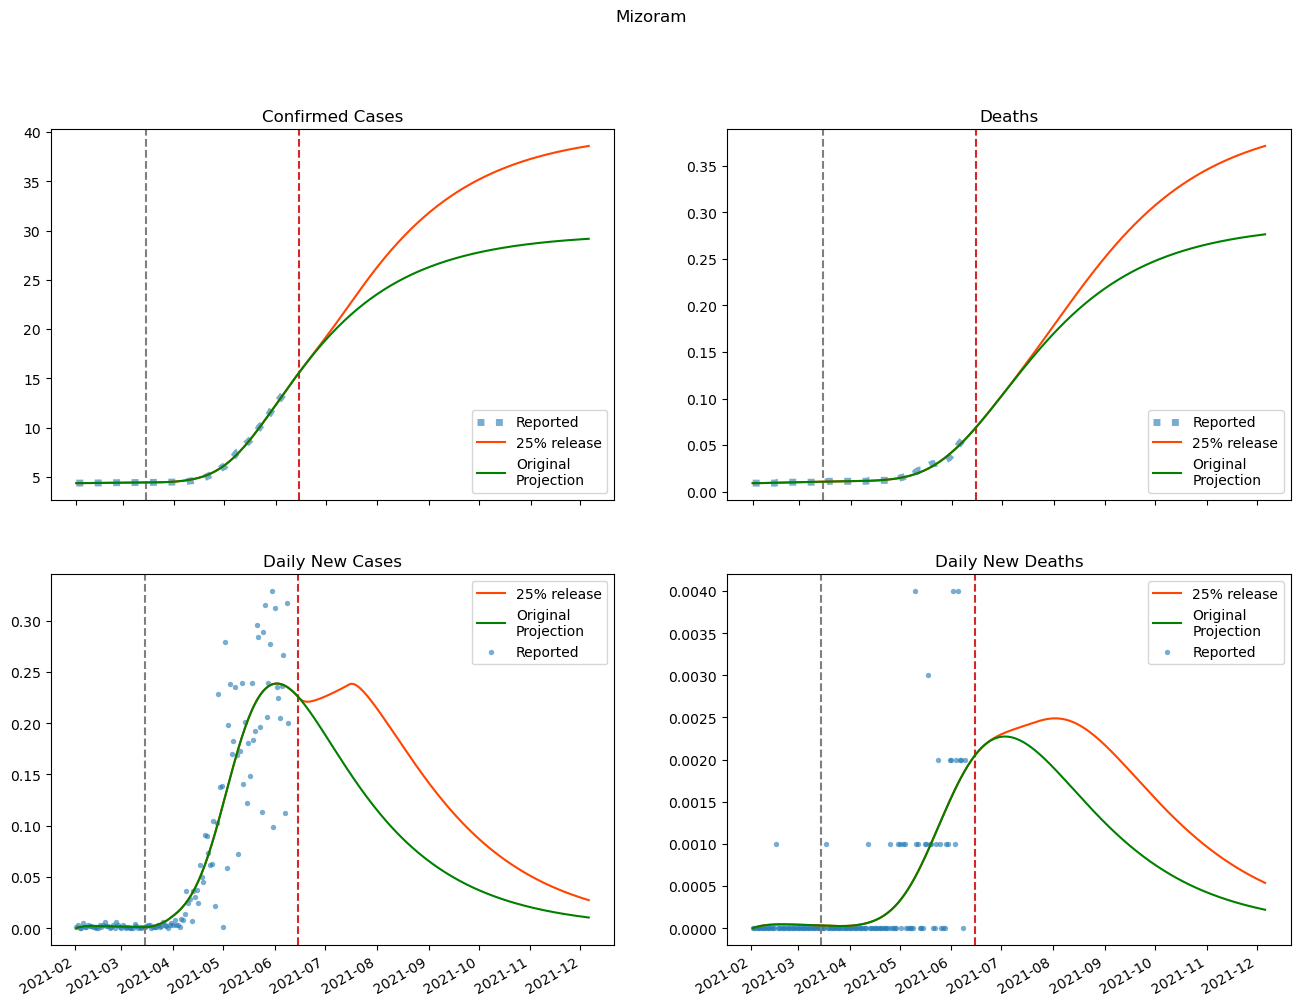 Mizoram
Confirmed Cases
40
35
30
25
20
15
10
5
Reported
25% release
Original
Projection
Deaths
0.35
0.30
0.25
0.20
0.15
0.10
0.05
0.00
Reported
25% release
Original
Projection
Daily New Cases
0.30
0.25
0.20
0.15
0.10
0.05
0.00
25% release
Original
Projection
Reported
2021-02
2021-03
2021-04
2021-05
2021-06
2021-07
2021-08
2021-09
2021-10
2021-11
2021-12
Daily New Deaths
0.0040
0.0035
0.0030
0.0025
0.0020
0.0015
0.0010
0.0005
0.0000
25% release
Original
Projection
Reported
2021-02
2021-03
2021-04
2021-05
2021-06
2021-07
2021-08
2021-09
2021-10
2021-11
2021-12